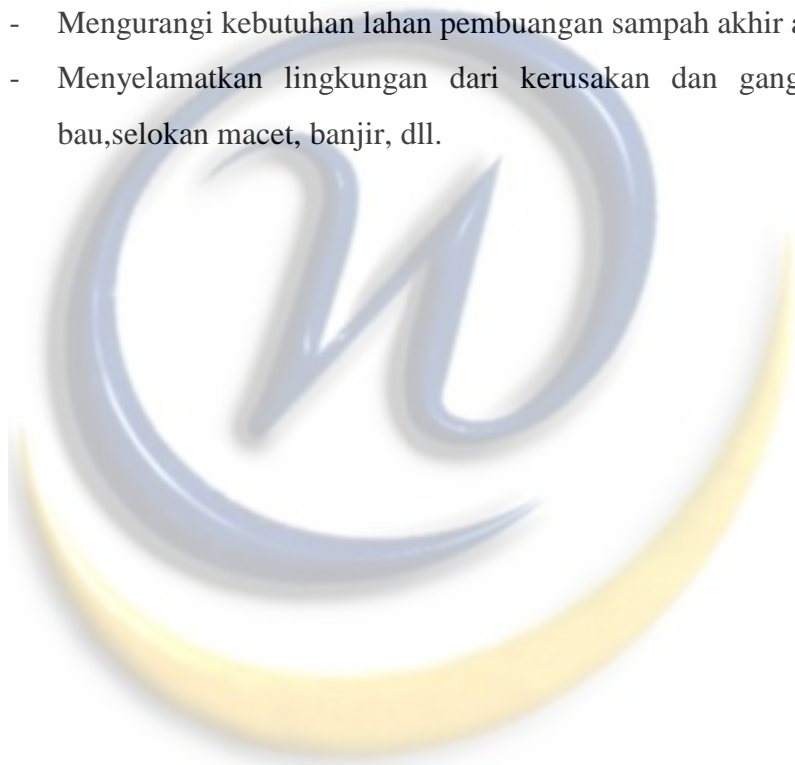 - Mengurangi kebutuhan lahan pembuangan sampah akhir
- Menyelamatkan lingkungan dari kerusakan dan
bau,selokan macet, banjir, dll.